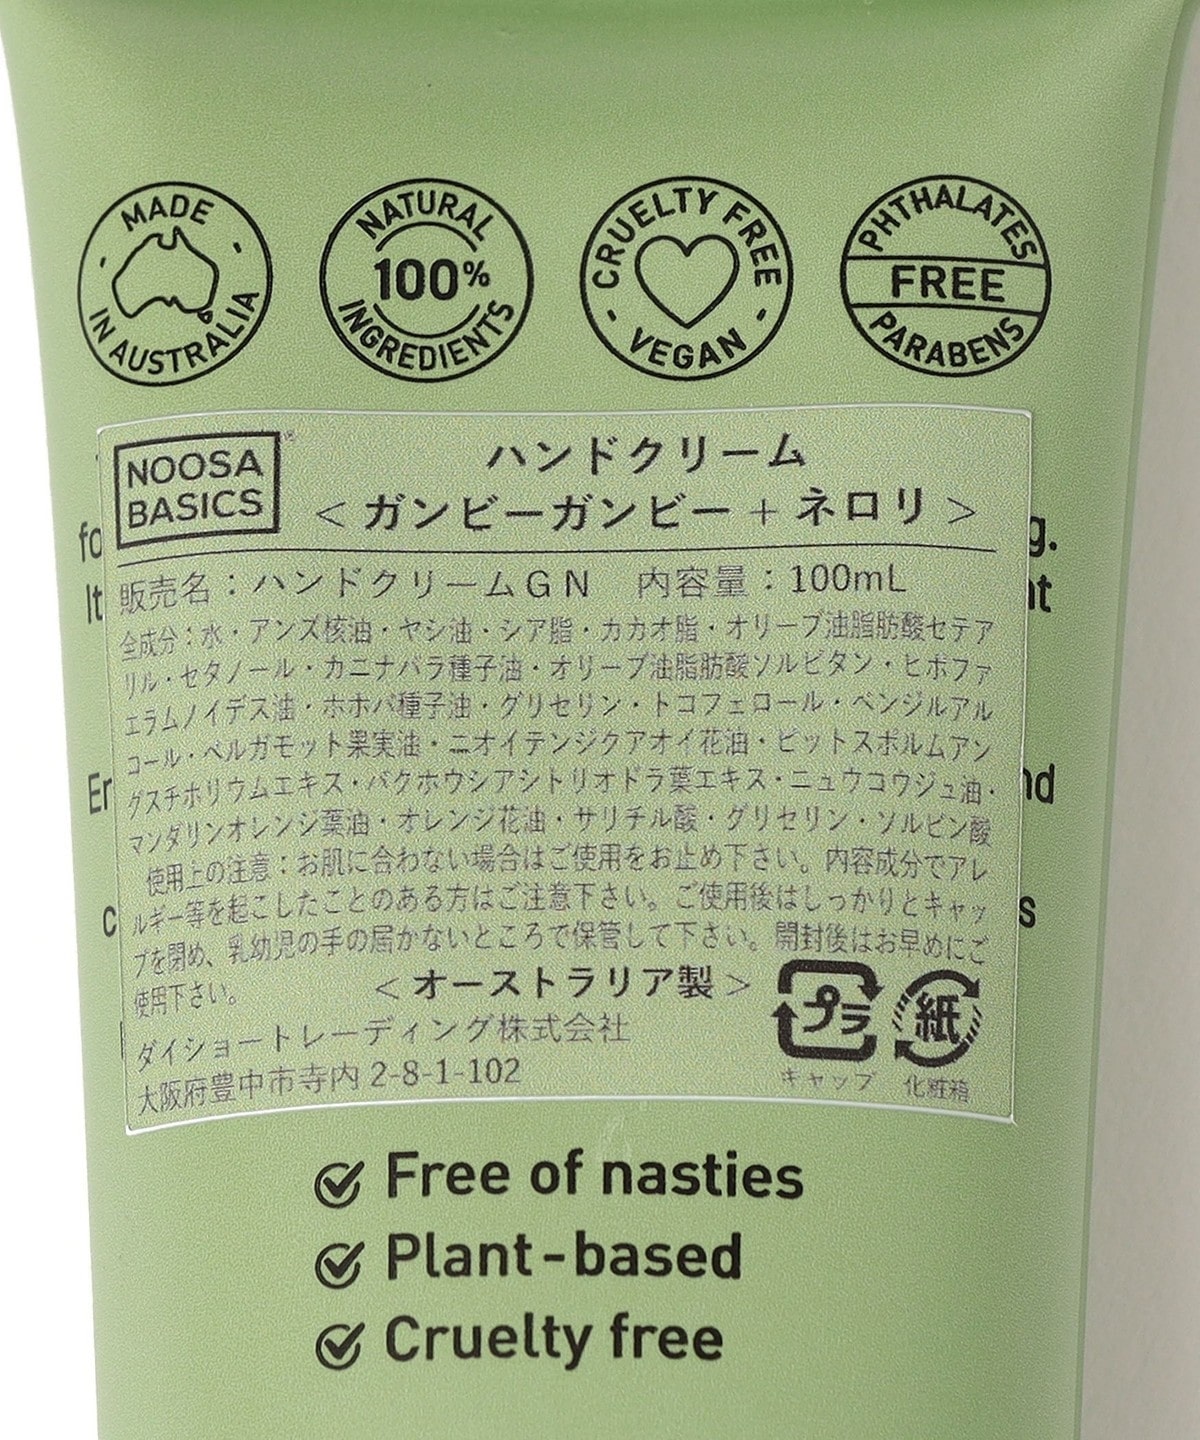 MADE IN AUSTRALIA
NATURAL 100% INGREDIENTS
CRUELTY FREE VEGAN
PHTHALATES FREE PARABENS
NOOSA
BASICS
ハンドクリーム
<ガンビーガンビー+ネロリ>
販売名:ハンドクリームGN 内容量:100mL
全成分:水・アンズ核油・ヤシ油・シア脂・カカオ脂・オリーブ油脂肪酸セテア
リル・セタノール・カニナバラ種子油・オリーブ油脂肪酸ソルビタン・ヒポファ
エラムノイデス油・ホホバ種子油・グリセリン・トコフェロール・ベンジルアル
コール・ベルガモット果実油・ニオイテンジクアオイ花油・ピットスポルムアン
グスチホリウムエキス・バクホウシアシトリオドラ葉エキス・ニュウコウジュ油・
マンダリンオレンジ葉油・オレンジ花油・サリチル酸・グリセリン・ソルビン酸
使用上の注意:お肌に合わない場合はご使用をお止め下さい。内容成分でアレ
ルギー等を起こしたことのある方はご注意下さい。ご使用後はしっかりとキャッ
プを閉め、乳幼児の手の届かないところで保管して下さい。開封後はお早めにご
使用下さい。
<オーストラリア製>
プラ
紙
キャップ
化粧箱
ダイショートレーディング株式会社
大阪府豊中市寺内 2-8-1-102
Free of nasties
Plant-based
Cruelty free